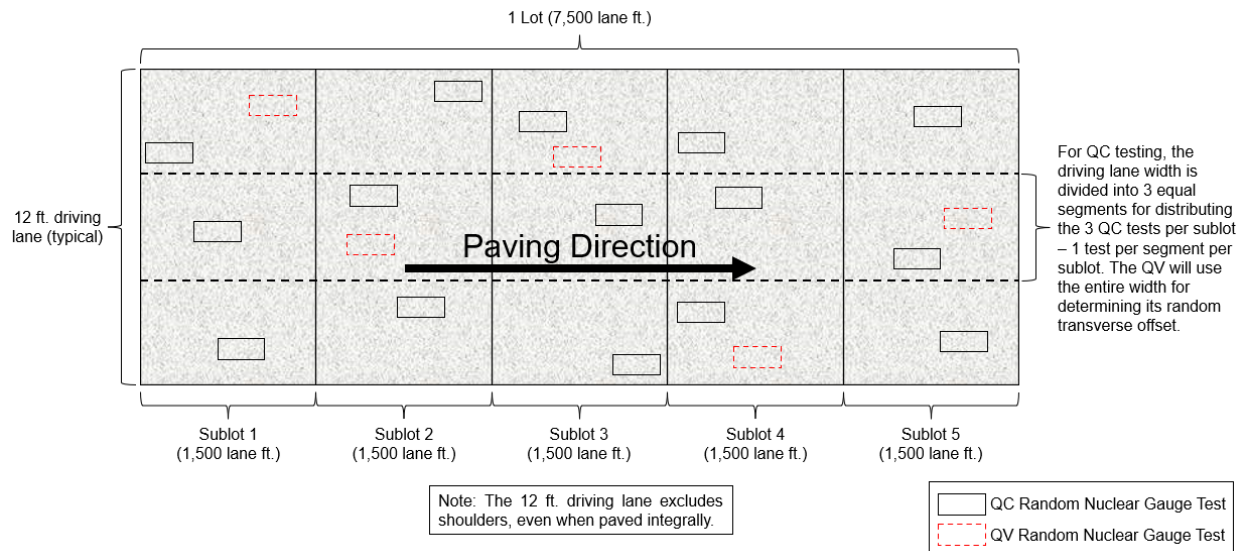 1 Lot (7,500 lane ft.)
12 ft. driving
lane (typical)
Paving Direction
For QC testing, the
driving lane width is
divided into 3 equal
segments for distributing
the 3 QC tests per sublot
– 1 test per segment per
sublot. The QV will use
the entire width for
determining its random
transverse offset.
Sublot 1
(1,500 lane ft.)
Sublot 2
(1,500 lane ft.)
Sublot 3
(1,500 lane ft.)
Sublot 4
(1,500 lane ft.)
Sublot 5
(1,500 lane ft.)
Note: The 12 ft. driving lane excludes
shoulders, even when paved integrally.
QC Random Nuclear Gauge Test
QV Random Nuclear Gauge Test